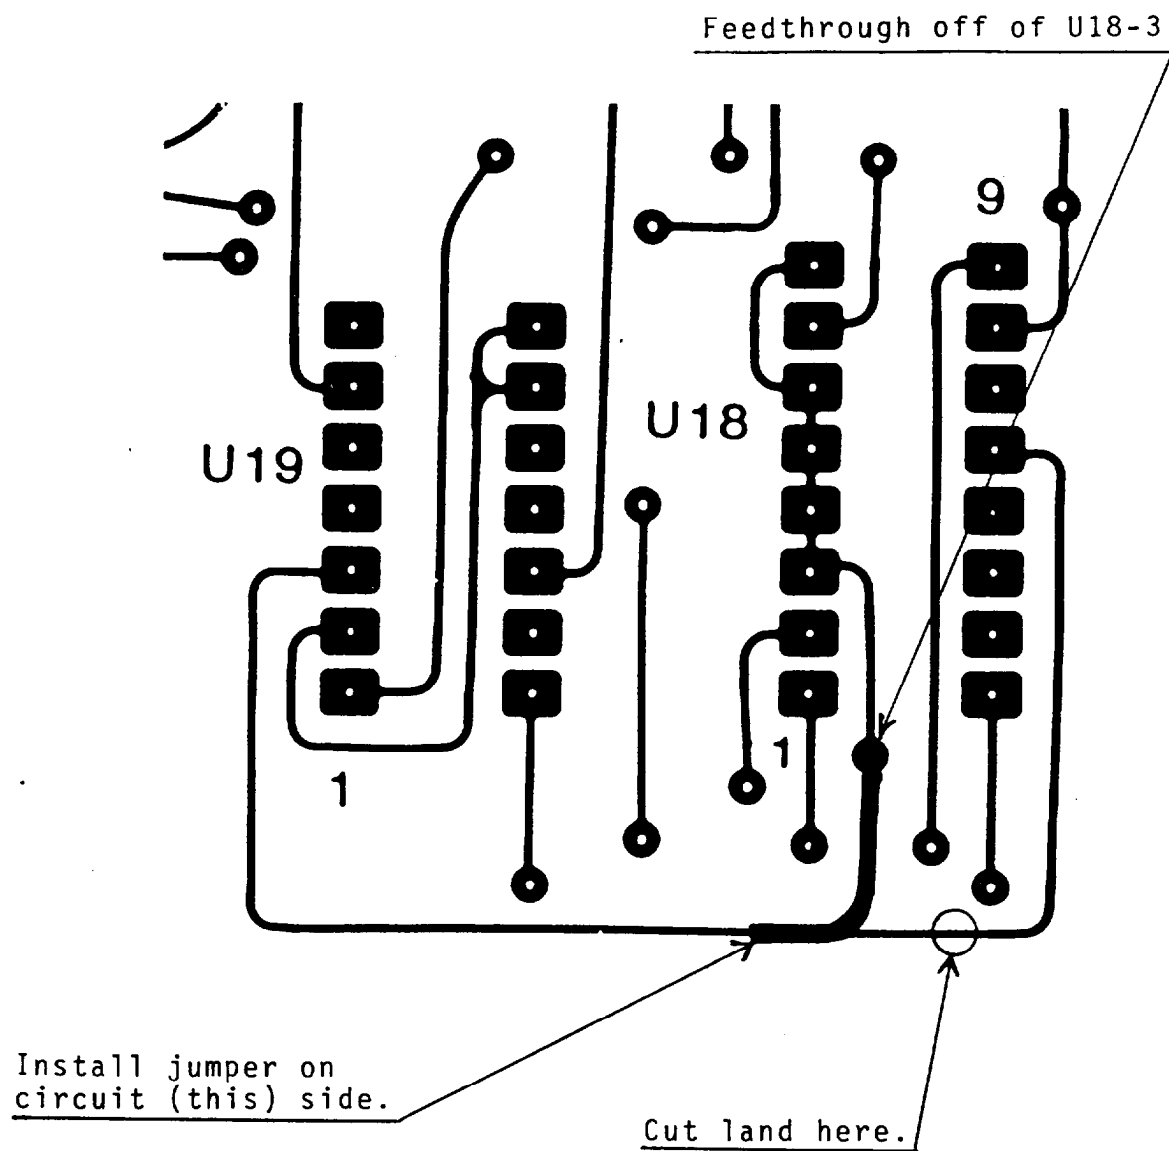 Feedthrough off of U18-3
9
U18
U19
1
1
Install jumper on
circuit (this) side.
Cut land here.